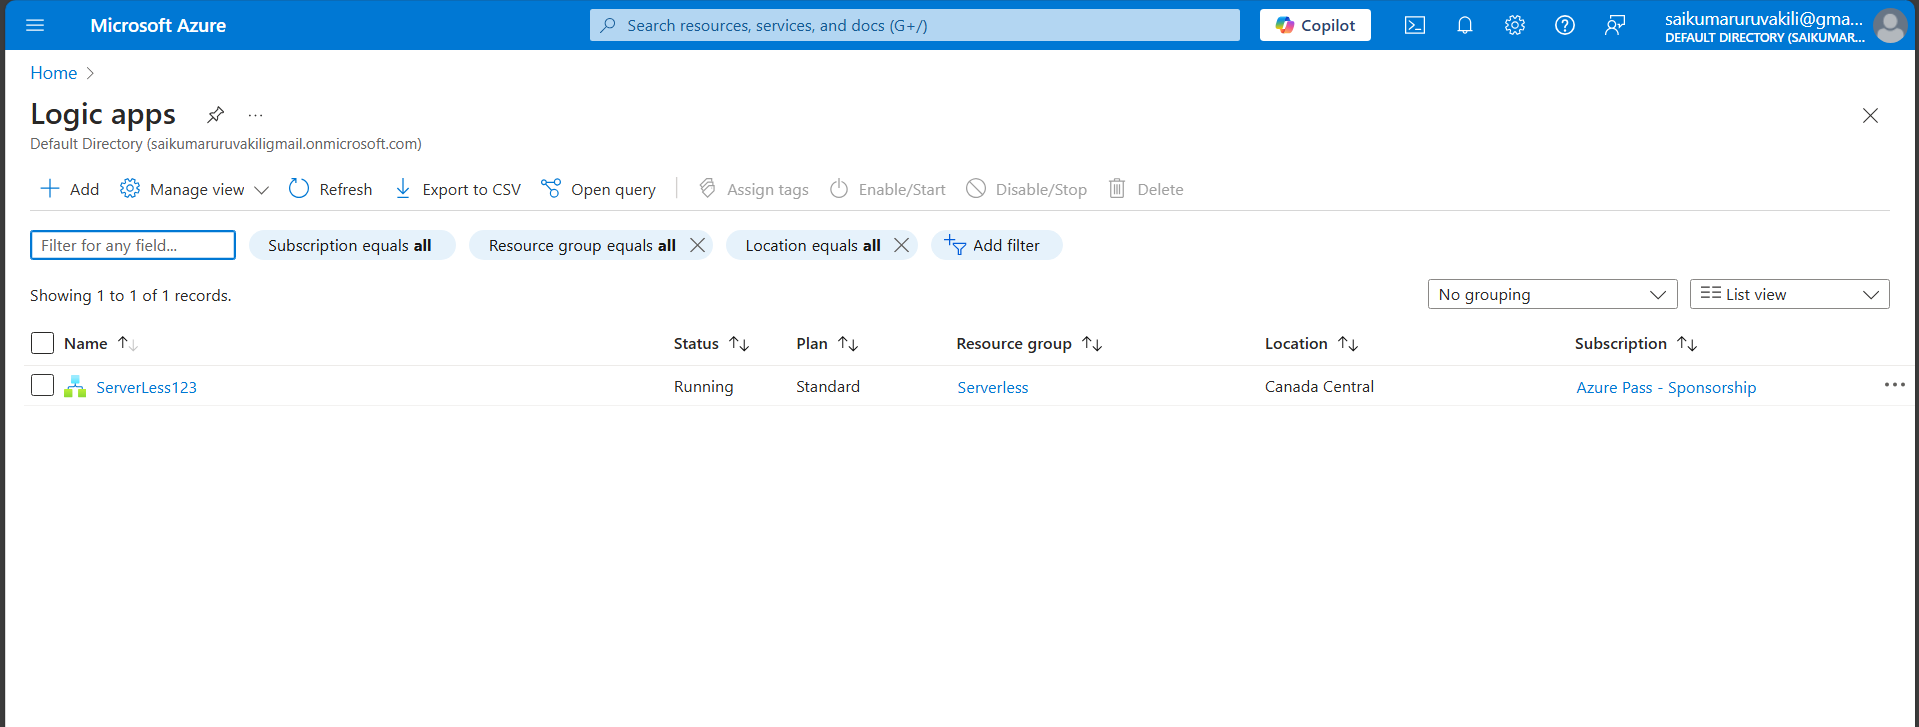 Microsoft Azure
Search resources, services, and docs (G+/)
Copilot
saikumaruruvakili@gma...
DEFAULT DIRECTORY (SAIKUMAR...
Home
Logic apps
Default Directory (saikumaruruvakiligmail.onmicrosoft.com)
Add Manage view Refresh Export to CSV Open query Assign tags Enable/Start Disable/Stop Delete
Filter for any field... Subscription equals all Resource group equals all Location equals all Add filter
Showing 1 to 1 of 1 records. No grouping List view
Name Status Plan Resource group Location Subscription
ServerLess123 Running Standard Serverless Canada Central Azure Pass - Sponsorship